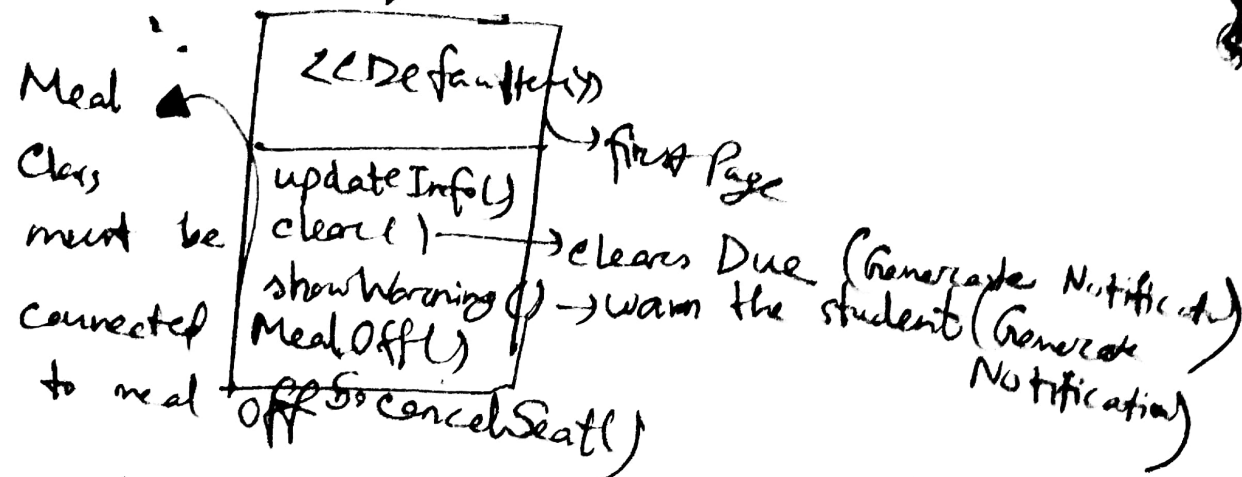 <<Defaulter>>
→ first Page
updateInfo()
clear() → clears Due (Generate Notification)
showWarning() → warn the student (Generate Notification)
MealOff()
cancelSeat()
Meal
Class
must be
connected
to meal off